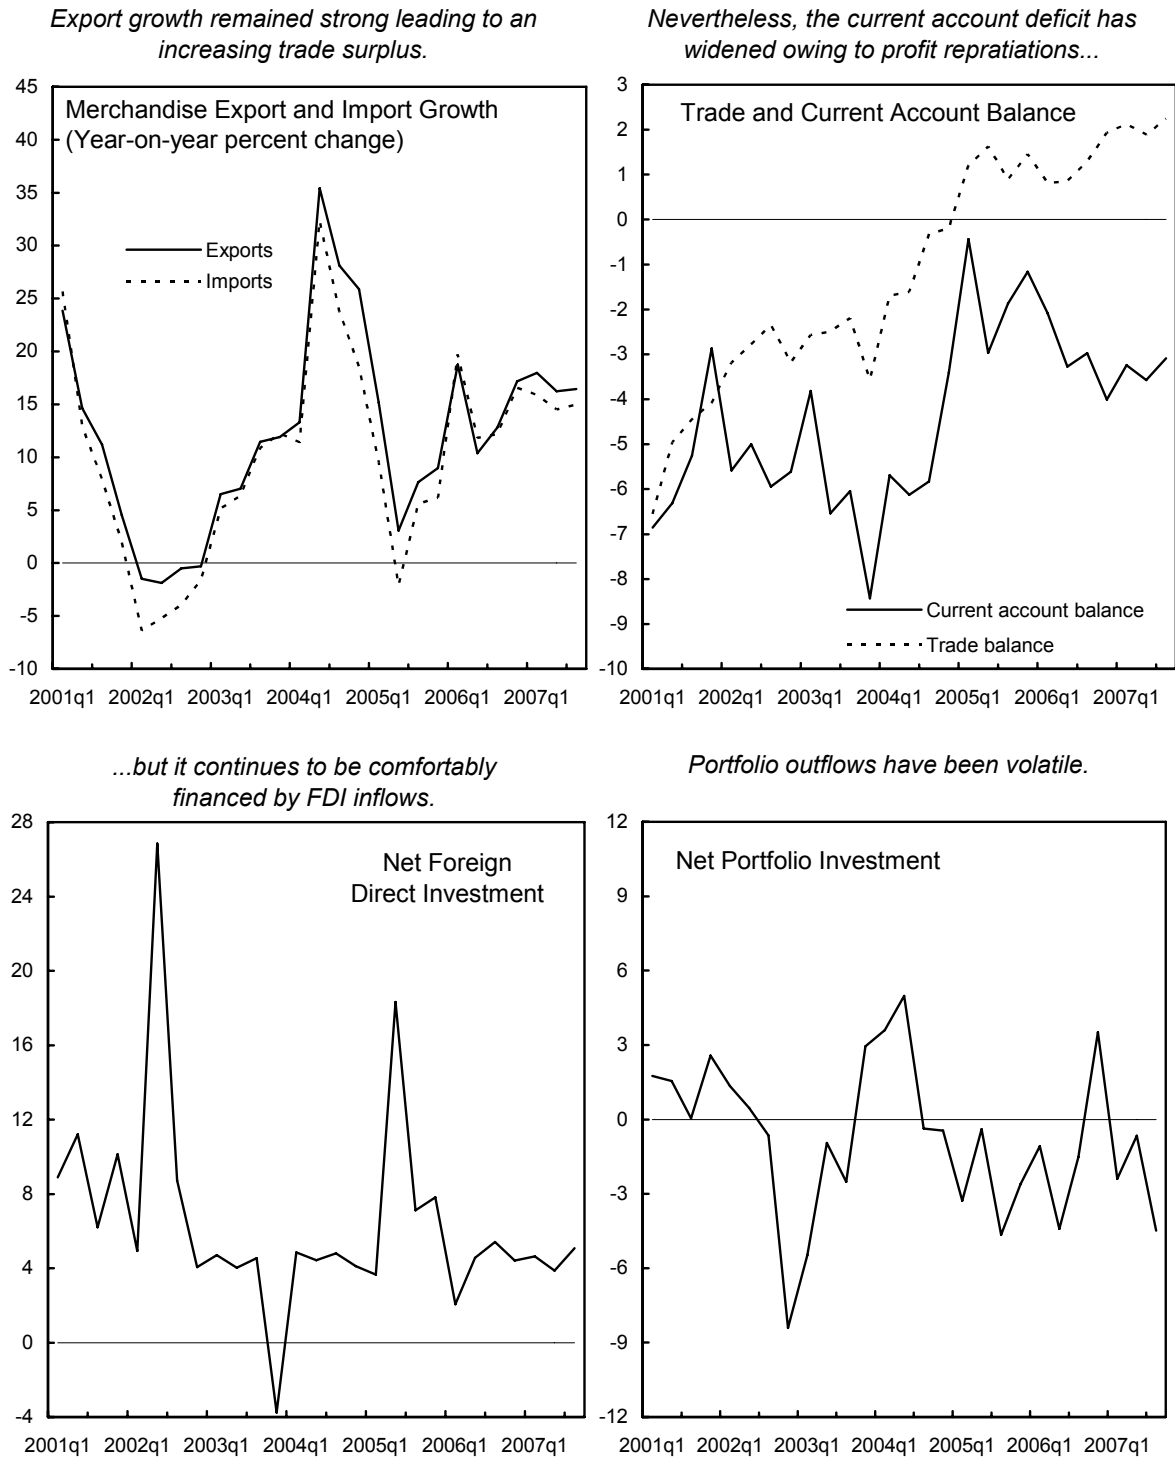 Export growth remained strong leading to an
increasing trade surplus.
45
40
35
30
25
20
15
10
5
0
-5
-10
Merchandise Export and Import Growth
(Year-on-year percent change)
Exports
Imports
2001q1 2002q1 2003q1 2004q1 2005q1 2006q1 2007q1
Nevertheless, the current account deficit has
widened owing to profit repratiations...
3
2
1
0
-1
-2
-3
-4
-5
-6
-7
-8
-9
-10
Trade and Current Account Balance
Current account balance
Trade balance
2001q1 2002q1 2003q1 2004q1 2005q1 2006q1 2007q1
...but it continues to be comfortably
financed by FDI inflows.
28
24
20
16
12
8
4
0
-4
Net Foreign
Direct Investment
2001q1 2002q1 2003q1 2004q1 2005q1 2006q1 2007q1
Portfolio outflows have been volatile.
12
9
6
3
0
-3
-6
-9
-12
Net Portfolio Investment
2001q1 2002q1 2003q1 2004q1 2005q1 2006q1 2007q1